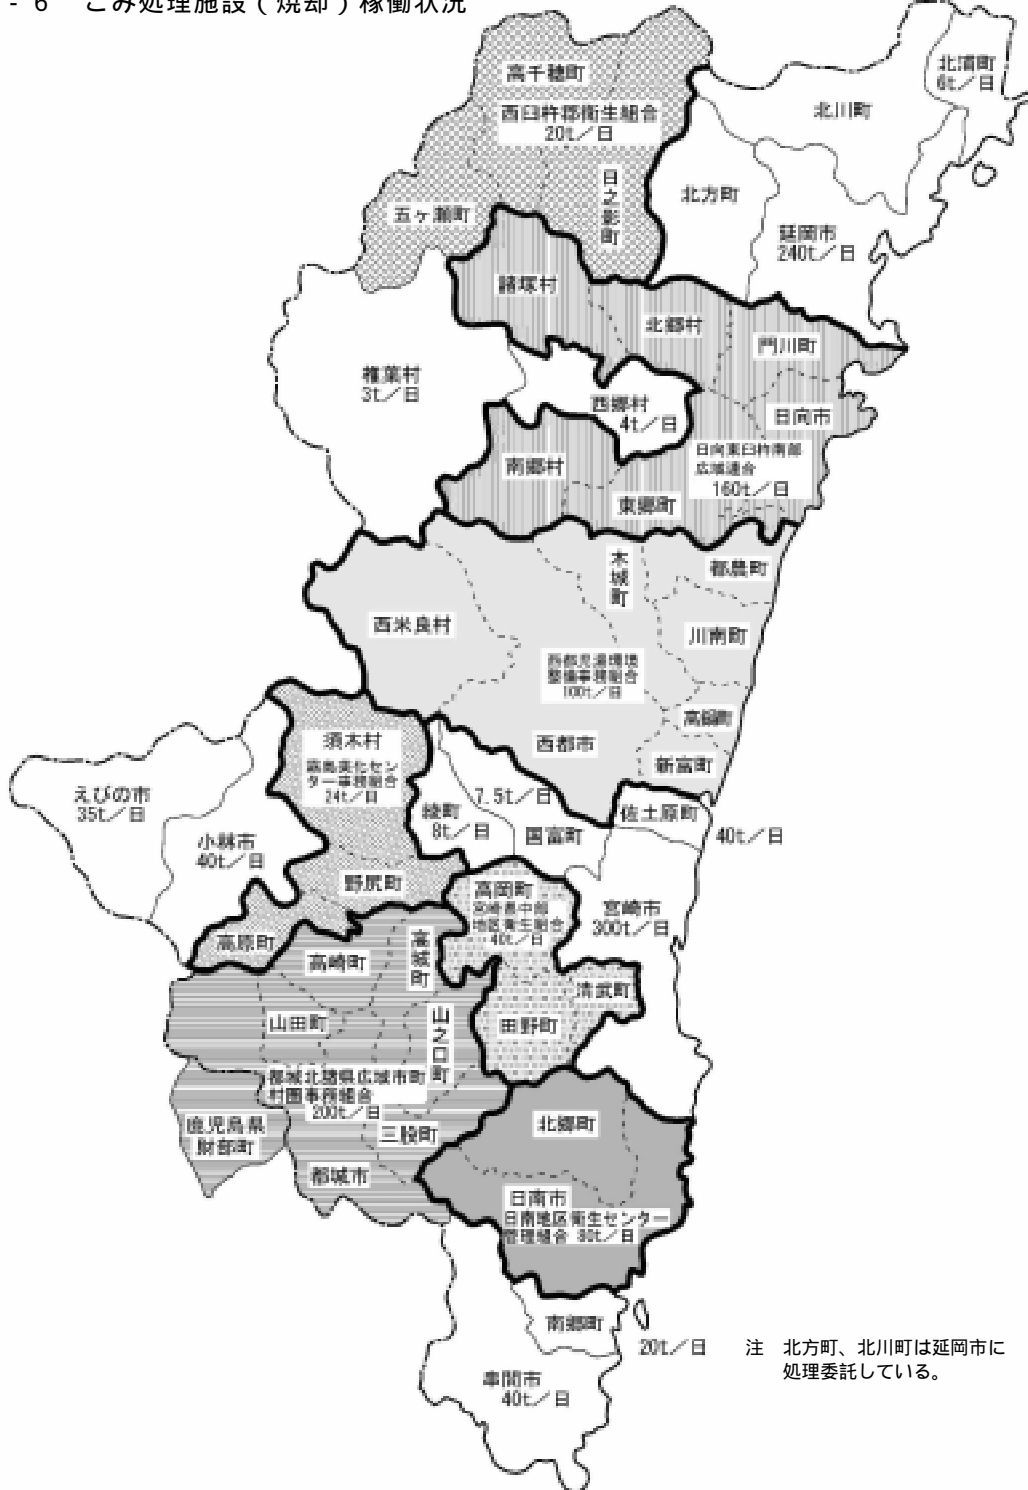 - 6 ごみ処理施設（焼却）稼働状況
高千穂町
西臼杵郡衛生組合
20t／日
日之影町
五ヶ瀬町
北浦町
6t／日
北川町
北方町
延岡市
240t／日
諸塚村
北郷村
門川町
日向市
椎葉村
3t／日
西郷村
4t／日
南郷村
東郷町
日向東臼杵南部
広域連合
160t／日
木城町
都農町
西米良村
川南町
西都児湯環境
整備事務組合
100t／日
高鍋町
西都市
新富町
須木村
霧島美化セン
ター事務組合
24t／日
えびの市
35t／日
小林市
40t／日
7.5t／日
綾町
8t／日
国富町
佐土原町
40t／日
野尻町
高岡町
宮崎県中部
地区衛生組合
40t／日
宮崎市
300t／日
高原町
高崎町
高城町
清武町
田野町
山田町
山之口町
都城北諸県広域市町
村圏事務組合
200t／日
鹿児島県
財部町
三股町
都城市
北郷町
日南市
日南地区衛生センター
管理組合 80t／日
南郷町
20t／日
串間市
40t／日
注 北方町、北川町は延岡市に
処理委託している。